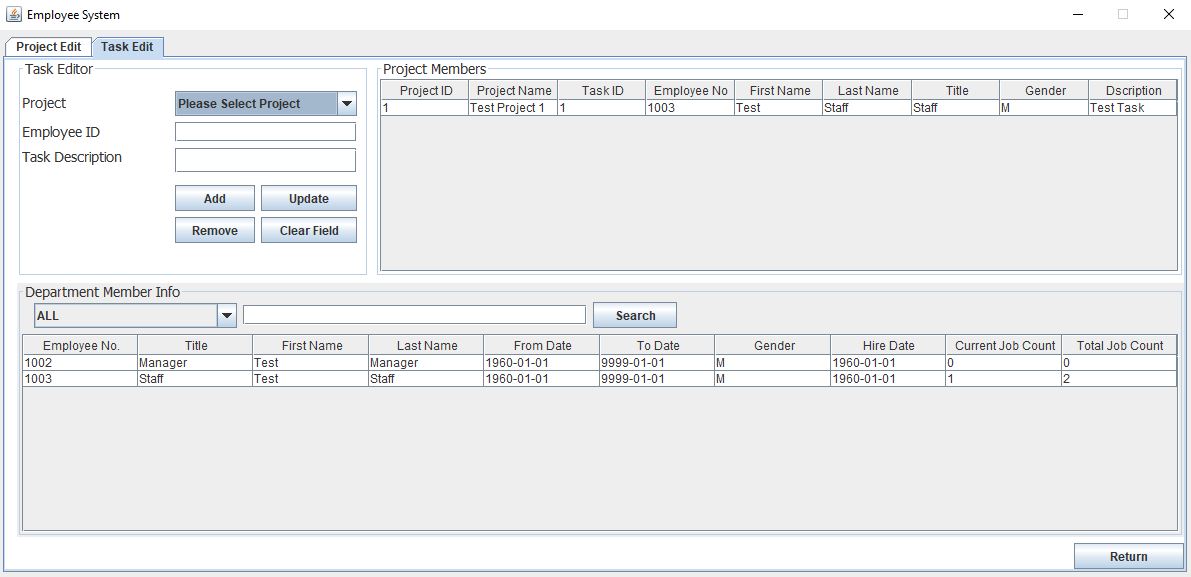 Employee System
Project Edit Task Edit
Task Editor
Project Please Select Project
Employee ID
Task Description
Add Update
Remove Clear Field
Project Members
Project ID Project Name Task ID Employee No First Name Last Name Title Gender Dscription
1 Test Project 1 1 1003 Test Staff Staff M Test Task
Department Member Info
ALL Search
Employee No. Title First Name Last Name From Date To Date Gender Hire Date Current Job Count Total Job Count
1002 Manager Test Manager 1960-01-01 9999-01-01 M 1960-01-01 0 0
1003 Staff Test Staff 1960-01-01 9999-01-01 M 1960-01-01 1 2
Return